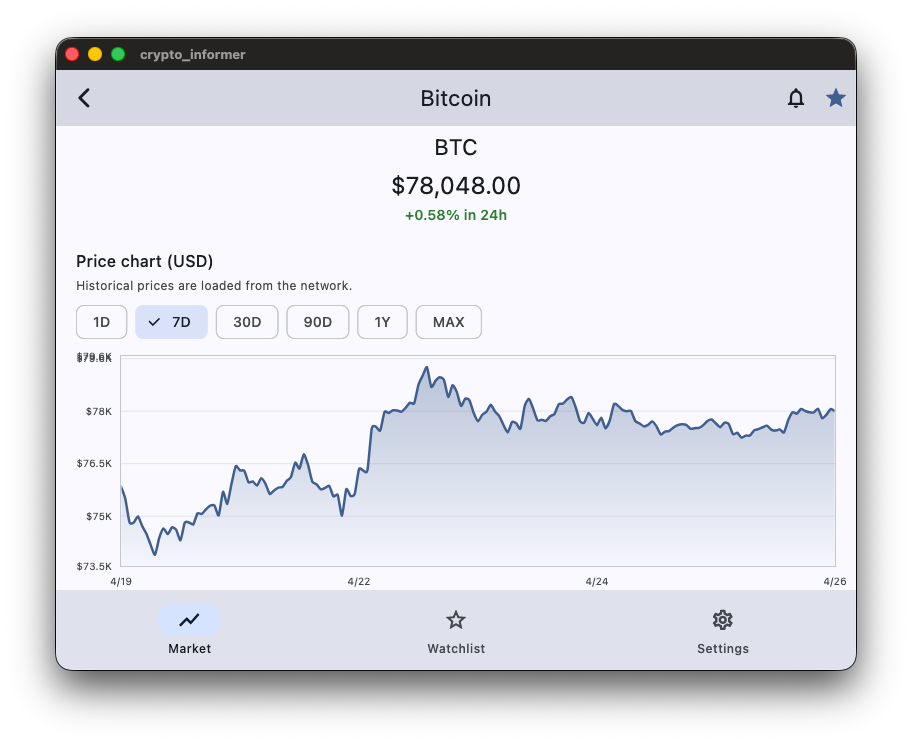 crypto_informer
Bitcoin
BTC
$78,048.00
+0.58% in 24h
Price chart (USD)
Historical prices are loaded from the network.
1D 7D 30D 90D 1Y MAX
$79.6K
$78K
$76.5K
$75K
$73.5K
4/19 4/22 4/24 4/26
Market Watchlist Settings